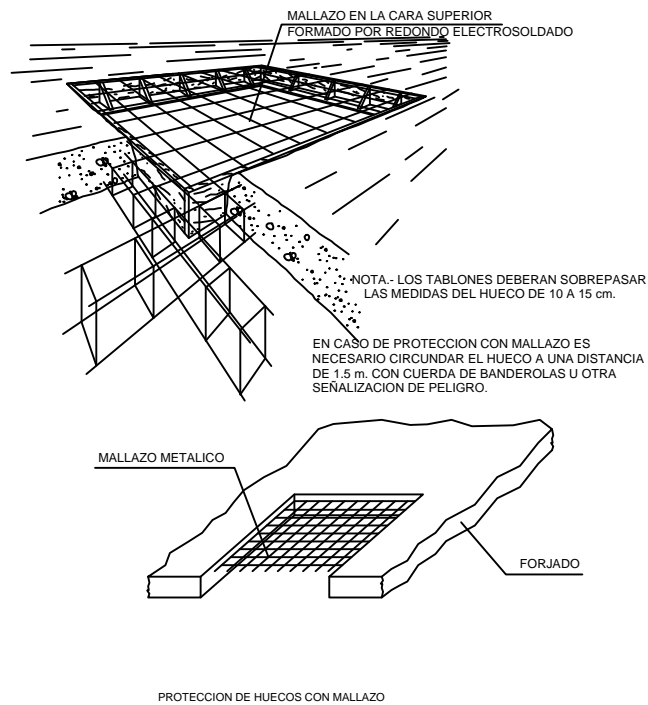 MALLAZO EN LA CARA SUPERIOR
FORMADO POR REDONDO ELECTROSOLDADO
NOTA.- LOS TABLONES DEBERAN SOBREPASAR
LAS MEDIDAS DEL HUECO DE 10 A 15 cm.
EN CASO DE PROTECCION CON MALLAZO ES
NECESARIO CIRCUNDAR EL HUECO A UNA DISTANCIA
DE 1.5 m. CON CUERDA DE BANDEROLAS U OTRA
SEÑALIZACION DE PELIGRO.
MALLAZO METALICO
FORJADO
PROTECCION DE HUECOS CON MALLAZO